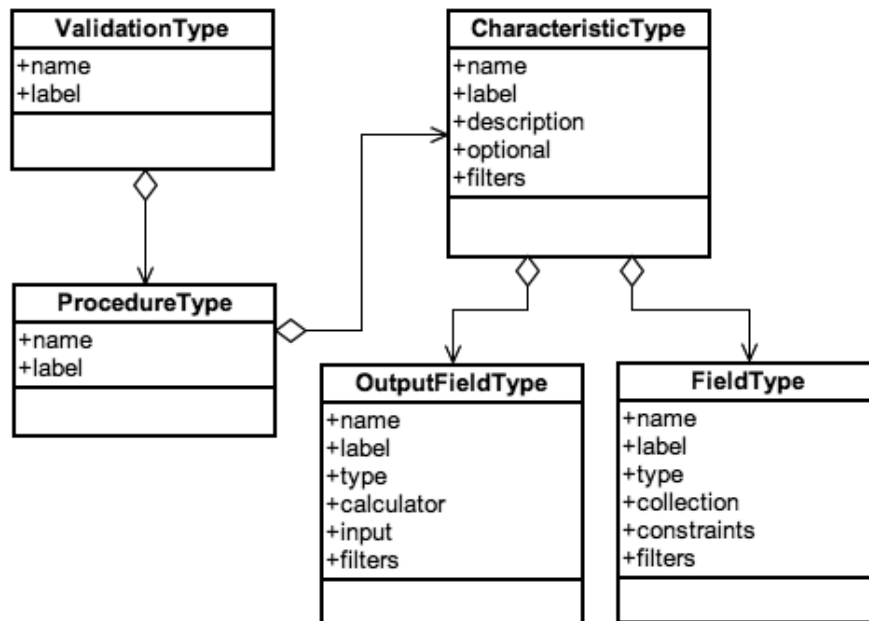 ValidationType
+name
+label
CharacteristicType
+name
+label
+description
+optional
+filters
ProcedureType
+name
+label
OutputFieldType
+name
+label
+type
+calculator
+input
+filters
FieldType
+name
+label
+type
+collection
+constraints
+filters